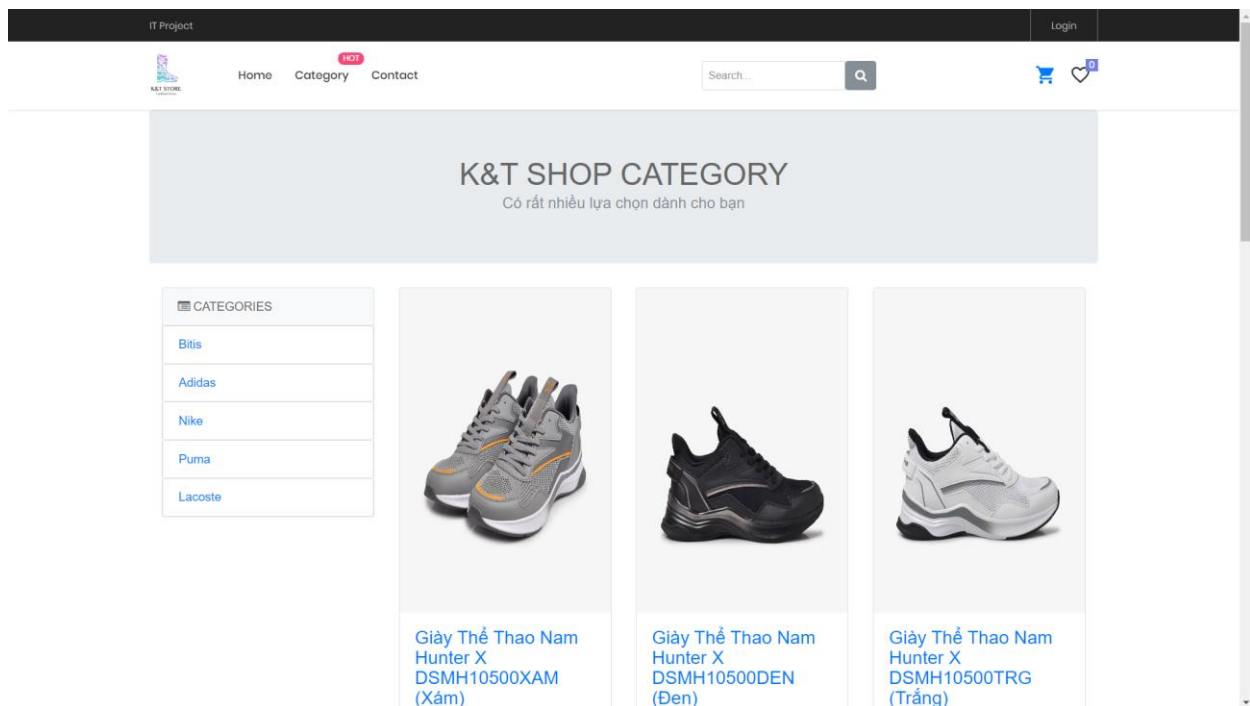 IT Project
Login
K&T STORE
Home
Category
HOT
Contact
Search...
0
K&T SHOP CATEGORY
Có rất nhiều lựa chọn dành cho bạn
CATEGORIES
Bitis
Adidas
Nike
Puma
Lacoste
Giày Thể Thao Nam
Hunter X
DSMH10500XAM
(Xám)
Giày Thể Thao Nam
Hunter X
DSMH10500DEN
(Đen)
Giày Thể Thao Nam
Hunter X
DSMH10500TRG
(Trắng)